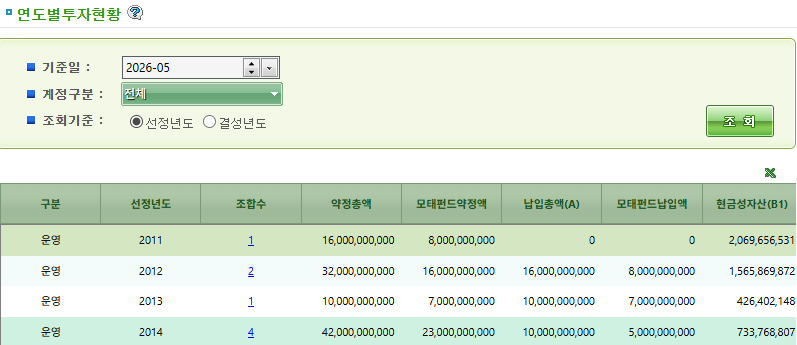 연도별투자현황
기준일 : 2026-05
계정구분 : 전체
조회기준 : 선정년도 결성년도
조 회
구분 선정년도 조합수 약정총액 모태펀드약정액 납입총액(A) 모태펀드납입액 현금성자산(B1)
운영 2011 1 16,000,000,000 8,000,000,000 0 0 2,069,656,531
운영 2012 2 32,000,000,000 16,000,000,000 16,000,000,000 8,000,000,000 1,565,869,872
운영 2013 1 10,000,000,000 7,000,000,000 10,000,000,000 7,000,000,000 426,402,148
운영 2014 4 42,000,000,000 23,000,000,000 10,000,000,000 5,000,000,000 733,768,807